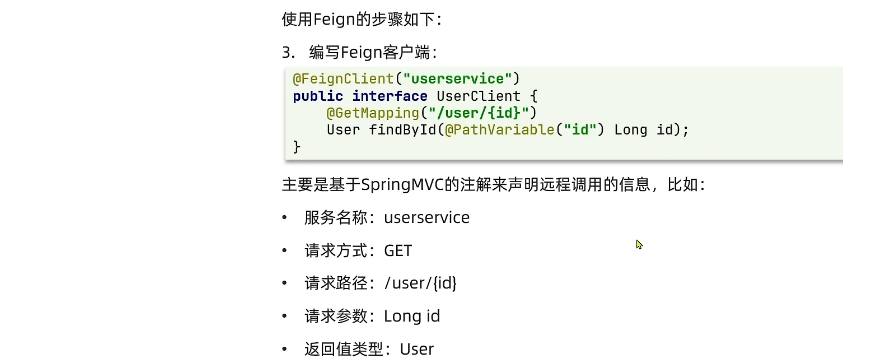 使用Feign的步骤如下：
3. 编写Feign客户端：
@FeignClient("userservice")
public interface UserClient {
    @GetMapping("/user/{id}")
    User findById(@PathVariable("id") Long id);
}
主要是基于SpringMVC的注解来声明远程调用的信息，比如：
• 服务名称：userservice
• 请求方式：GET
• 请求路径：/user/{id}
• 请求参数：Long id
• 返回值类型：User